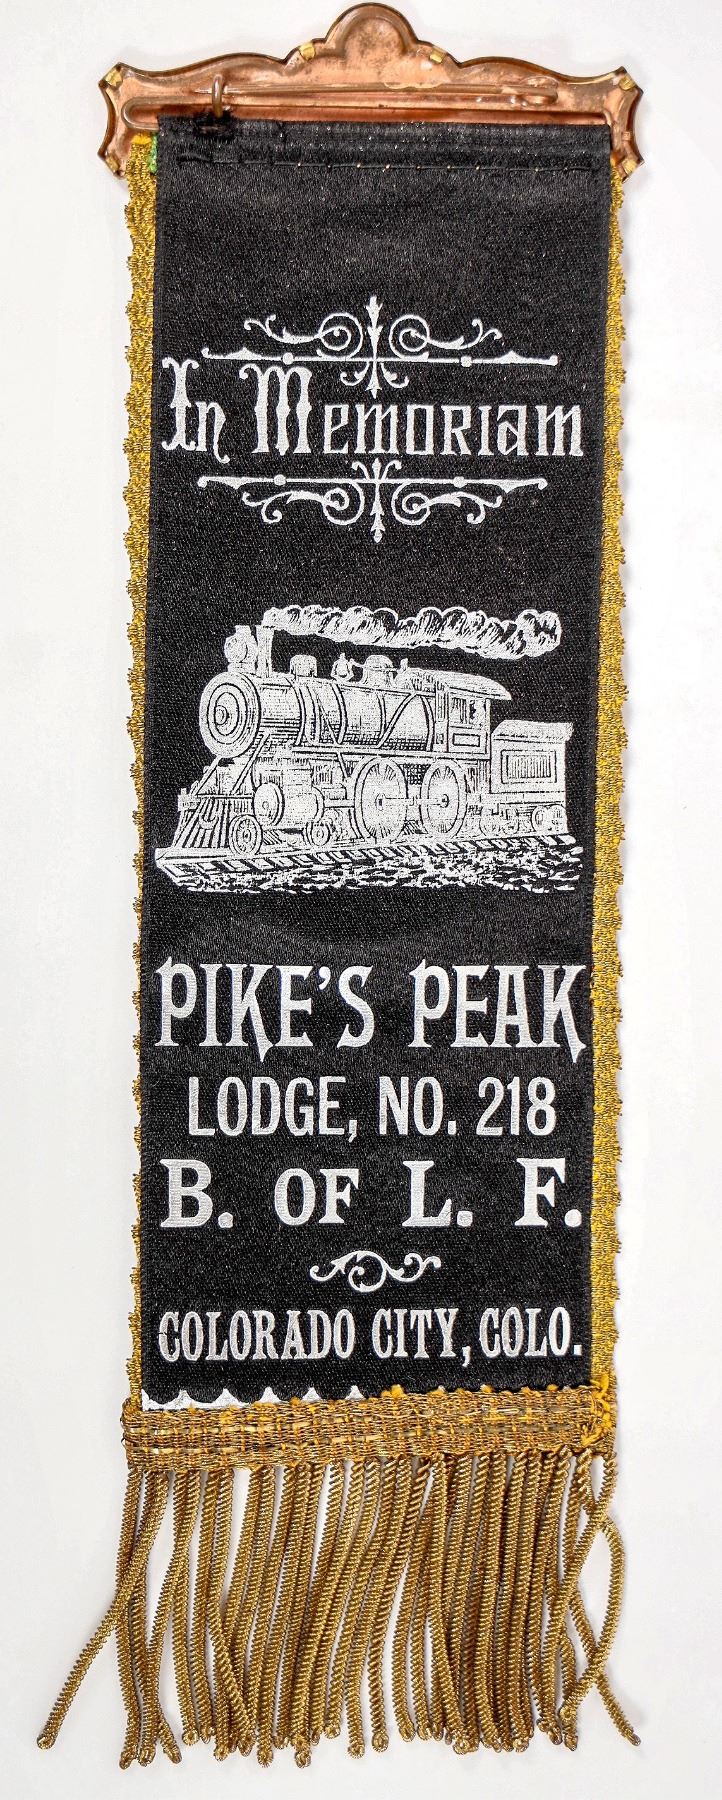 In Memoriam
PIKE'S PEAK
LODGE, NO. 218
B. OF L. F.
COLORADO CITY, COLO.